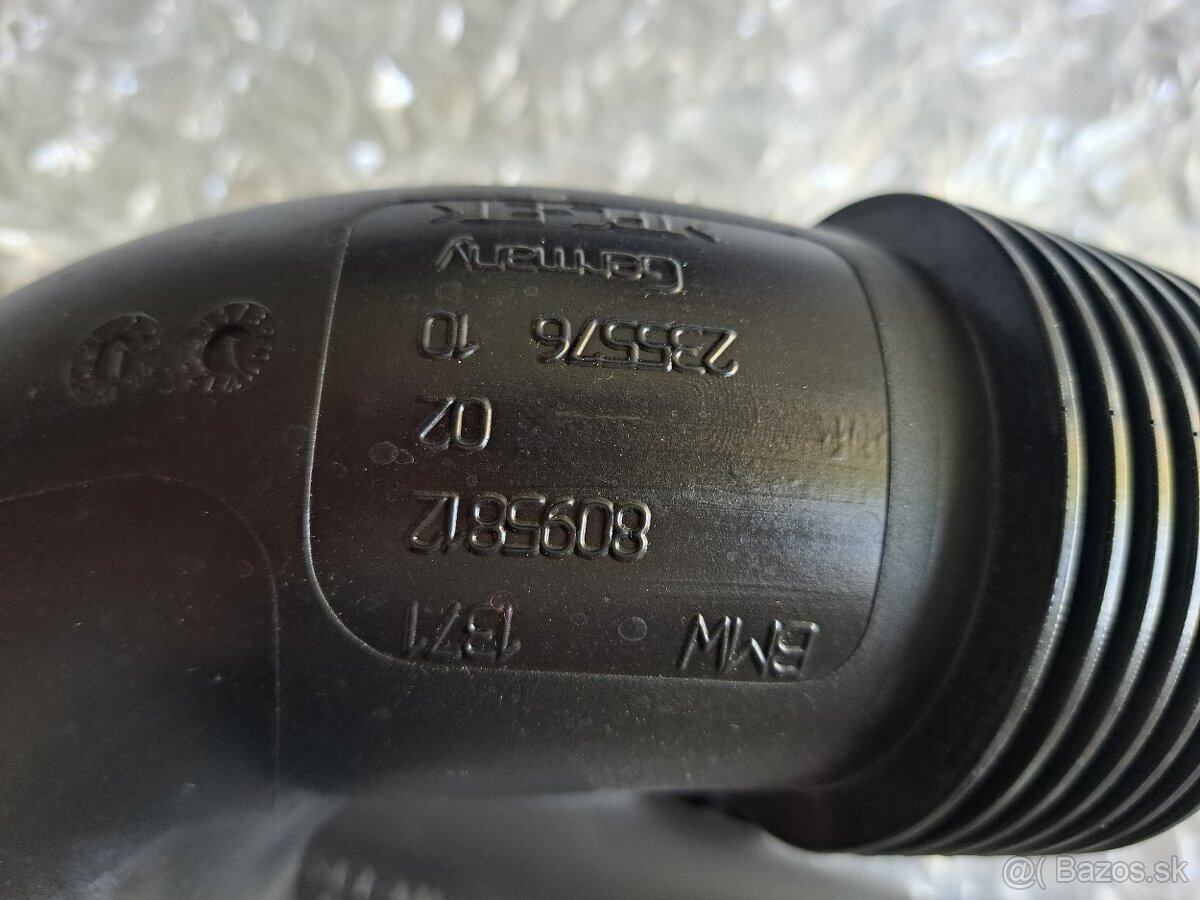 BMW 1371
8095812
02
235576 10
Germany
@( Bazos.sk